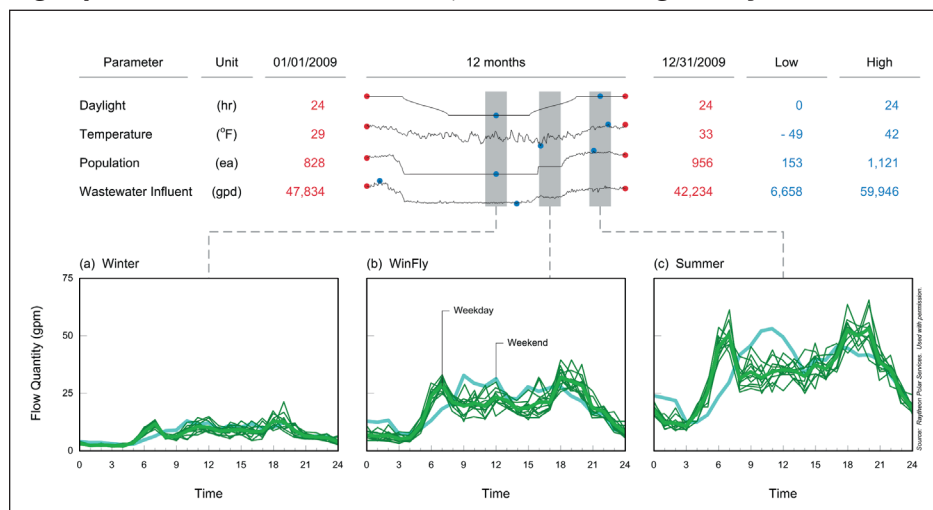 Parameter Unit 01/01/2009 12 months 12/31/2009 Low High
Daylight (hr) 24 24 0 24
Temperature (°F) 29 33 - 49 42
Population (ea) 828 956 153 1,121
Wastewater Influent (gpd) 47,834 42,234 6,658 59,946
(a) Winter (b) WinFly (c) Summer
Flow Quantity (gpm)
75
50
25
0
Weekday
Weekend
0 3 6 9 12 15 18 21 24
0 3 6 9 12 15 18 21 24
0 3 6 9 12 15 18 21 24
Time Time Time
Source: Raytheon Polar Services. Used with permission.